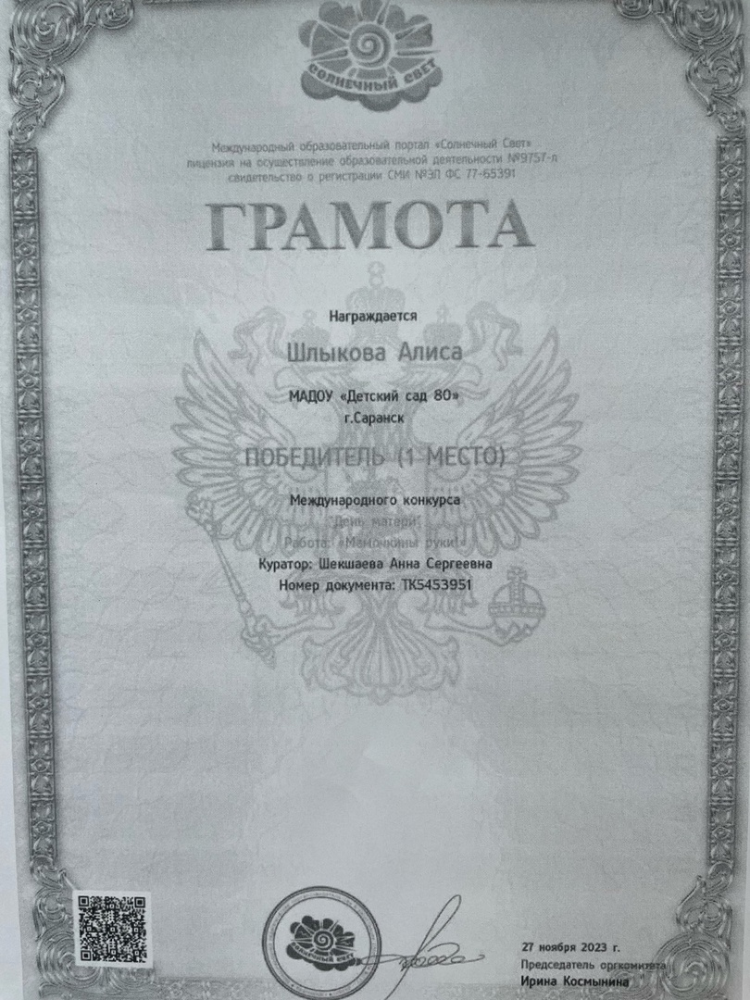 СОЛНЕЧНЫЙ СВЕТ
Международный образовательный портал «Солнечный Свет»
лицензия на осуществление образовательной деятельности №9757-л
свидетельство о регистрации СМИ №ЭЛ ФС 77-65391
ГРАМОТА
Награждается
Шлыкова Алиса
МАДОУ «Детский сад 80»
г.Саранск
ПОБЕДИТЕЛЬ (1 МЕСТО)
Международного конкурса
"День матери"
Работа: «Мамочкины руки!»
Куратор: Шекшаева Анна Сергеевна
Номер документа: ТК5453951
СОЛНЕЧНЫЙ СВЕТ
27 ноября 2023 г.
Председатель оргкомитета
Ирина Космынина